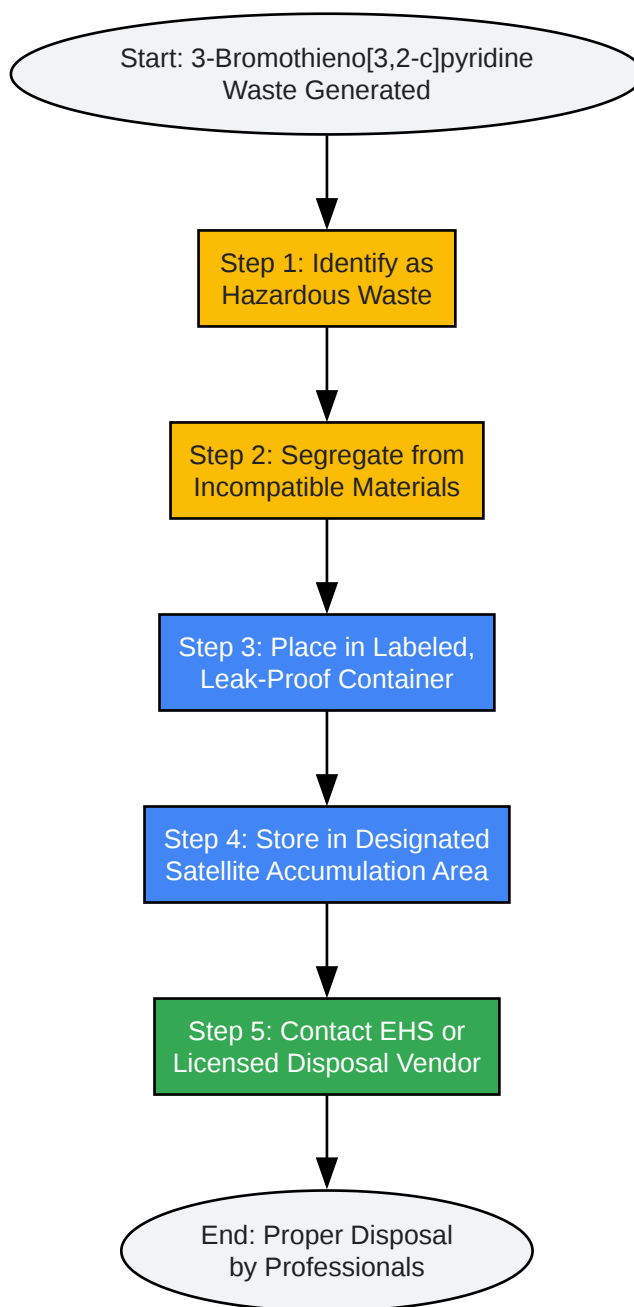 Start: 3-Bromothieno[3,2-c]pyridine
Waste Generated
Step 1: Identify as
Hazardous Waste
Step 2: Segregate from
Incompatible Materials
Step 3: Place in Labeled,
Leak-Proof Container
Step 4: Store in Designated
Satellite Accumulation Area
Step 5: Contact EHS or
Licensed Disposal Vendor
End: Proper Disposal
by Professionals